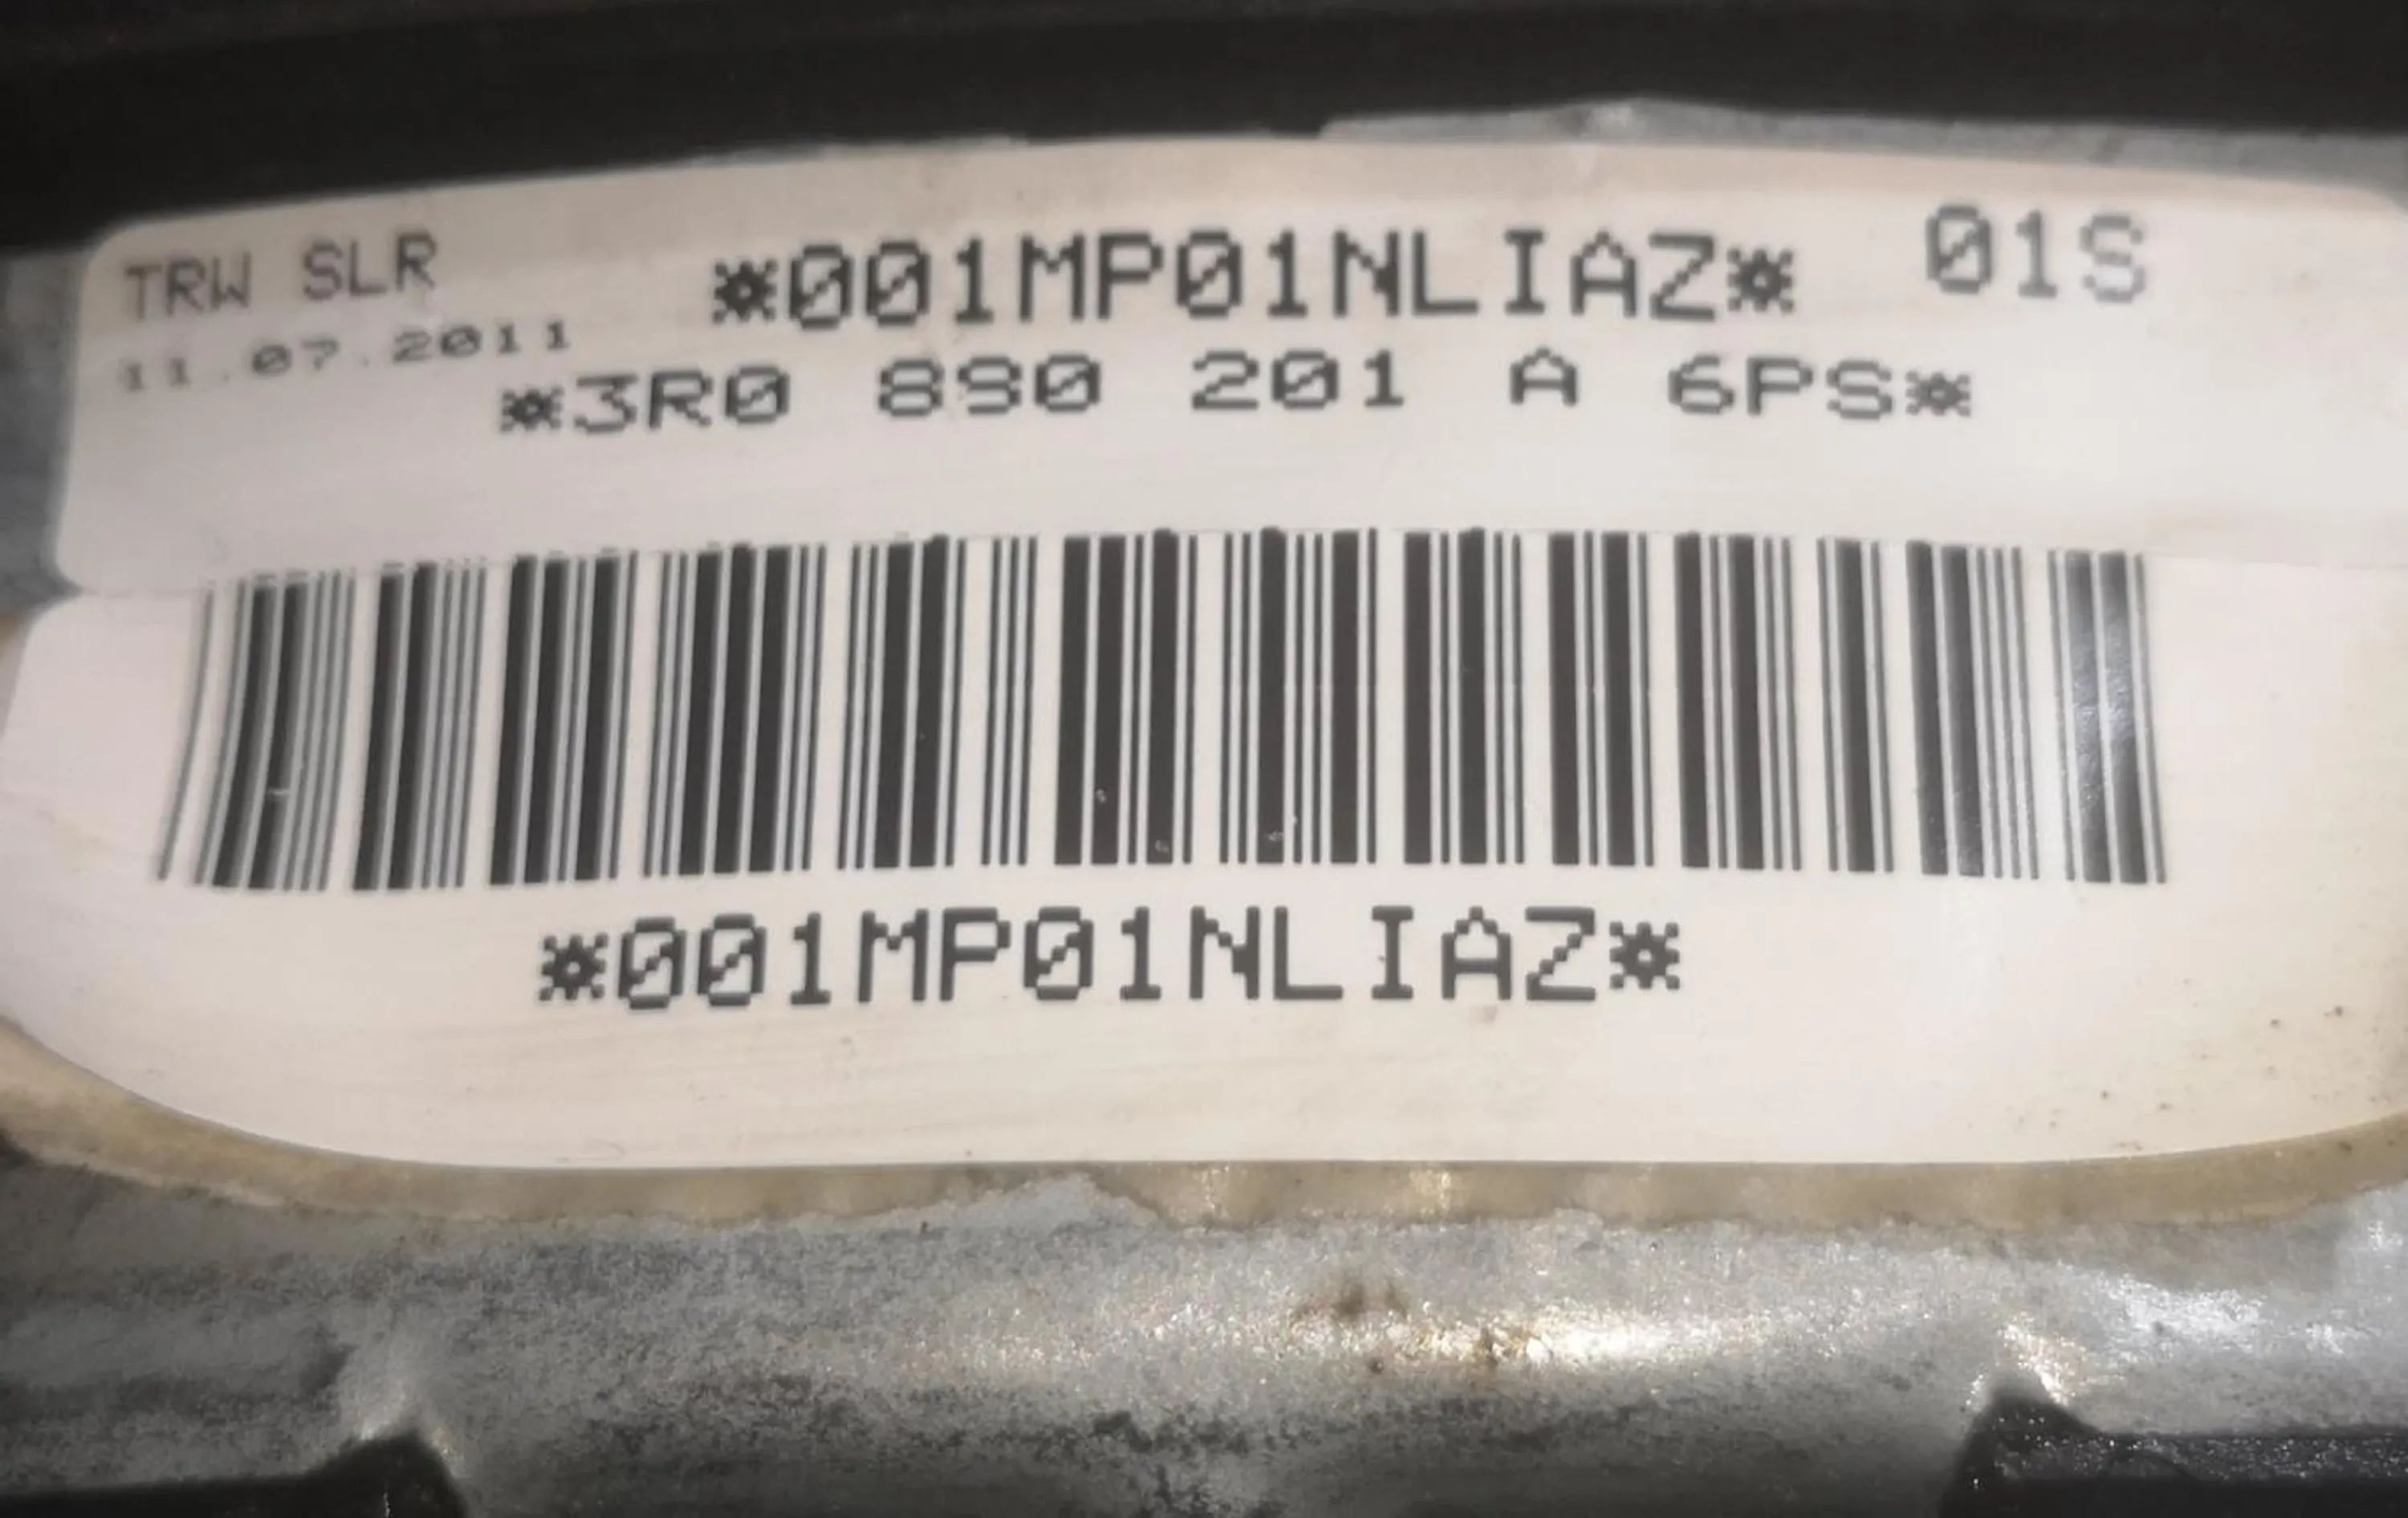 TRW SLR *001MP01NLIAZ* 01S
11.07.2011
*3R0 880 201 A 6PS*
*001MP01NLIAZ*